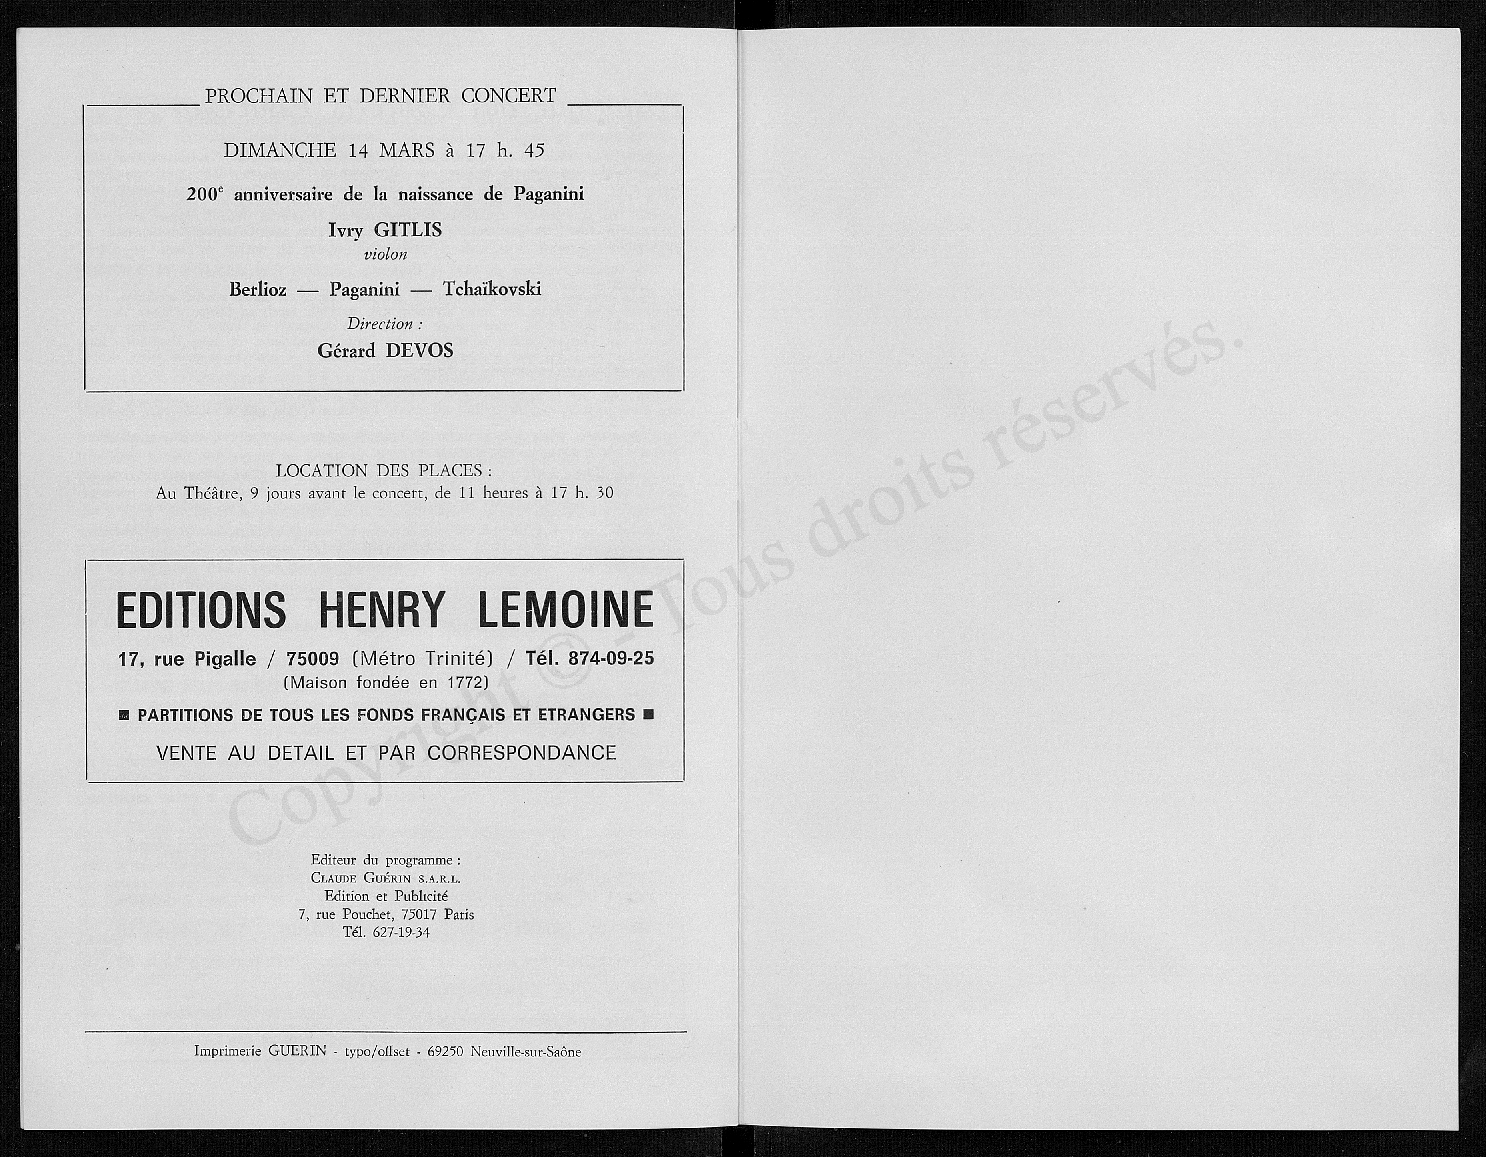 PROCHAIN ET DERNIER CONCERT
DIMANCHE 14 MARS à 17 h. 45
200e anniversaire de la naissance de Paganini
Ivry GITLIS
violon
Berlioz — Paganini — Tchaïkovski
Direction :
Gérard DEVOS
LOCATION DES PLACES :
Au Théâtre, 9 jours avant le concert, de 11 heures à 17 h. 30
EDITIONS HENRY LEMOINE
17, rue Pigalle / 75009 (Métro Trinité) / Tél. 874-09-25
(Maison fondée en 1772)
■ PARTITIONS DE TOUS LES FONDS FRANÇAIS ET ETRANGERS ■
VENTE AU DETAIL ET PAR CORRESPONDANCE
Editeur du programme :
CLAUDE GUÉRIN S.A.R.L.
Edition et Publicité
7, rue Pouchet, 75017 Paris
Tél. 627-19-34
Imprimerie GUERIN - typo/offset - 69250 Neuville-sur-Saône
Copyright © - Tous droits réservés.